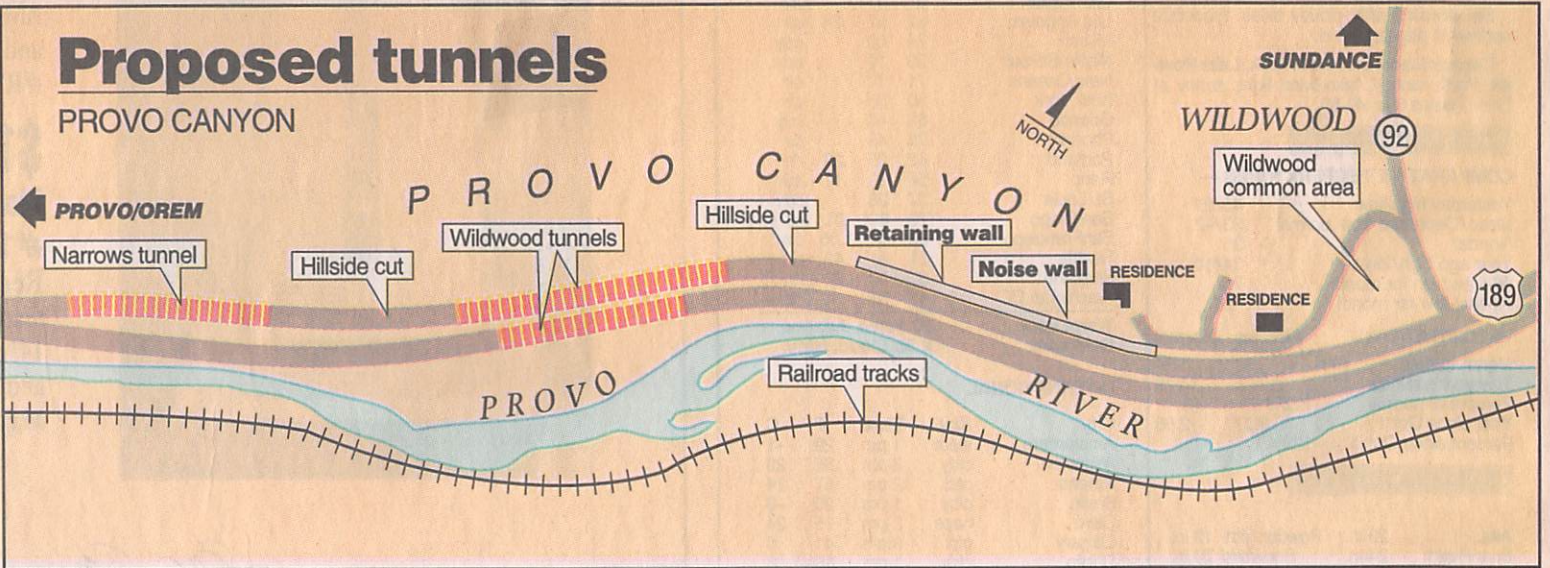 Proposed tunnels
PROVO CANYON
SUNDANCE
NORTH
WILDWOOD
92
Wildwood
common area
PROVO CANYON
PROVO/OREM
Narrows tunnel
Hillside cut
Wildwood tunnels
Hillside cut
Retaining wall
Noise wall
RESIDENCE
RESIDENCE
US
189
PROVO RIVER
Railroad tracks